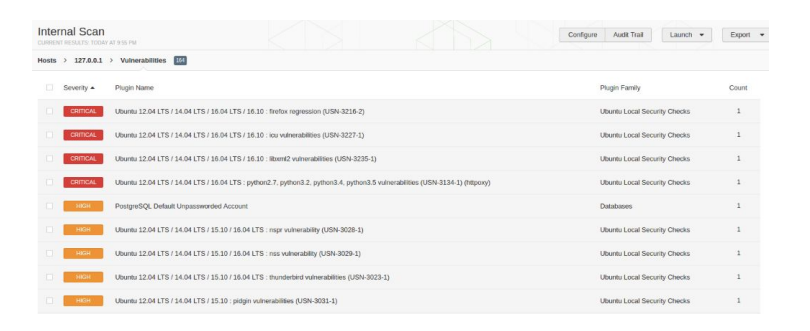 Internal Scan
CURRENT RESULTS: TODAY AT 9:55 PM
Configure Audit Trail Launch Export
Hosts > 127.0.0.1 > Vulnerabilities 164
Severity Plugin Name Plugin Family Count
CRITICAL Ubuntu 12.04 LTS / 14.04 LTS / 16.04 LTS / 16.10 : firefox regression (USN-3216-2) Ubuntu Local Security Checks 1
CRITICAL Ubuntu 12.04 LTS / 14.04 LTS / 16.04 LTS / 16.10 : icu vulnerabilities (USN-3227-1) Ubuntu Local Security Checks 1
CRITICAL Ubuntu 12.04 LTS / 14.04 LTS / 16.04 LTS / 16.10 : libxml2 vulnerabilities (USN-3235-1) Ubuntu Local Security Checks 1
CRITICAL Ubuntu 12.04 LTS / 14.04 LTS / 16.04 LTS : python2.7, python3.2, python3.4, python3.5 vulnerabilities (USN-3134-1) (httpoxy) Ubuntu Local Security Checks 1
HIGH PostgreSQL Default Unpassworded Account Databases 1
HIGH Ubuntu 12.04 LTS / 14.04 LTS / 15.10 / 16.04 LTS : nspr vulnerability (USN-3028-1) Ubuntu Local Security Checks 1
HIGH Ubuntu 12.04 LTS / 14.04 LTS / 15.10 / 16.04 LTS : nss vulnerability (USN-3029-1) Ubuntu Local Security Checks 1
HIGH Ubuntu 12.04 LTS / 14.04 LTS / 15.10 / 16.04 LTS : thunderbird vulnerabilities (USN-3023-1) Ubuntu Local Security Checks 1
HIGH Ubuntu 12.04 LTS / 14.04 LTS / 15.10 : pidgin vulnerabilities (USN-3031-1) Ubuntu Local Security Checks 1